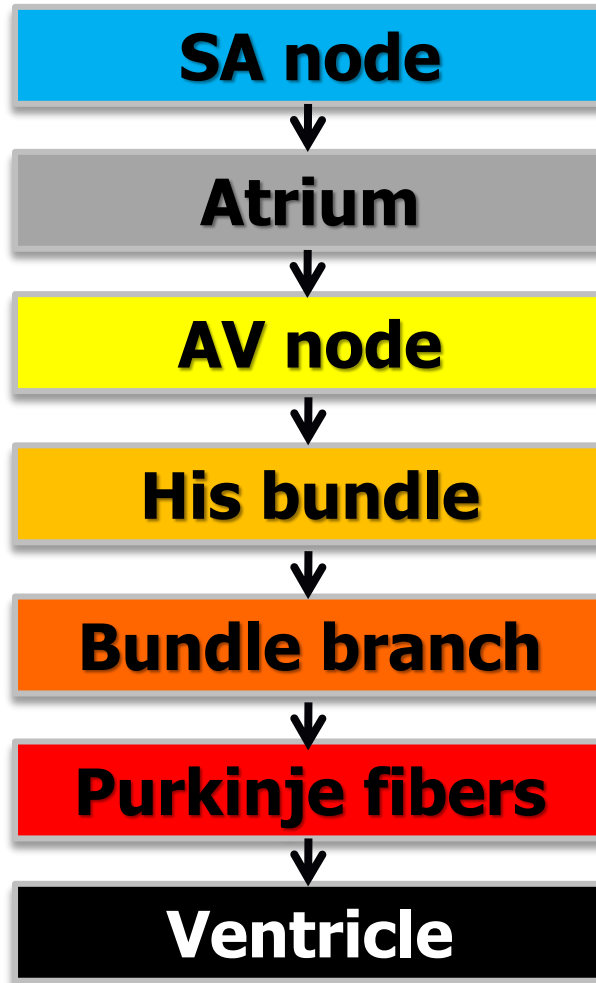 SA node
Atrium
AV node
His bundle
Bundle branch
Purkinje fibers
Ventricle